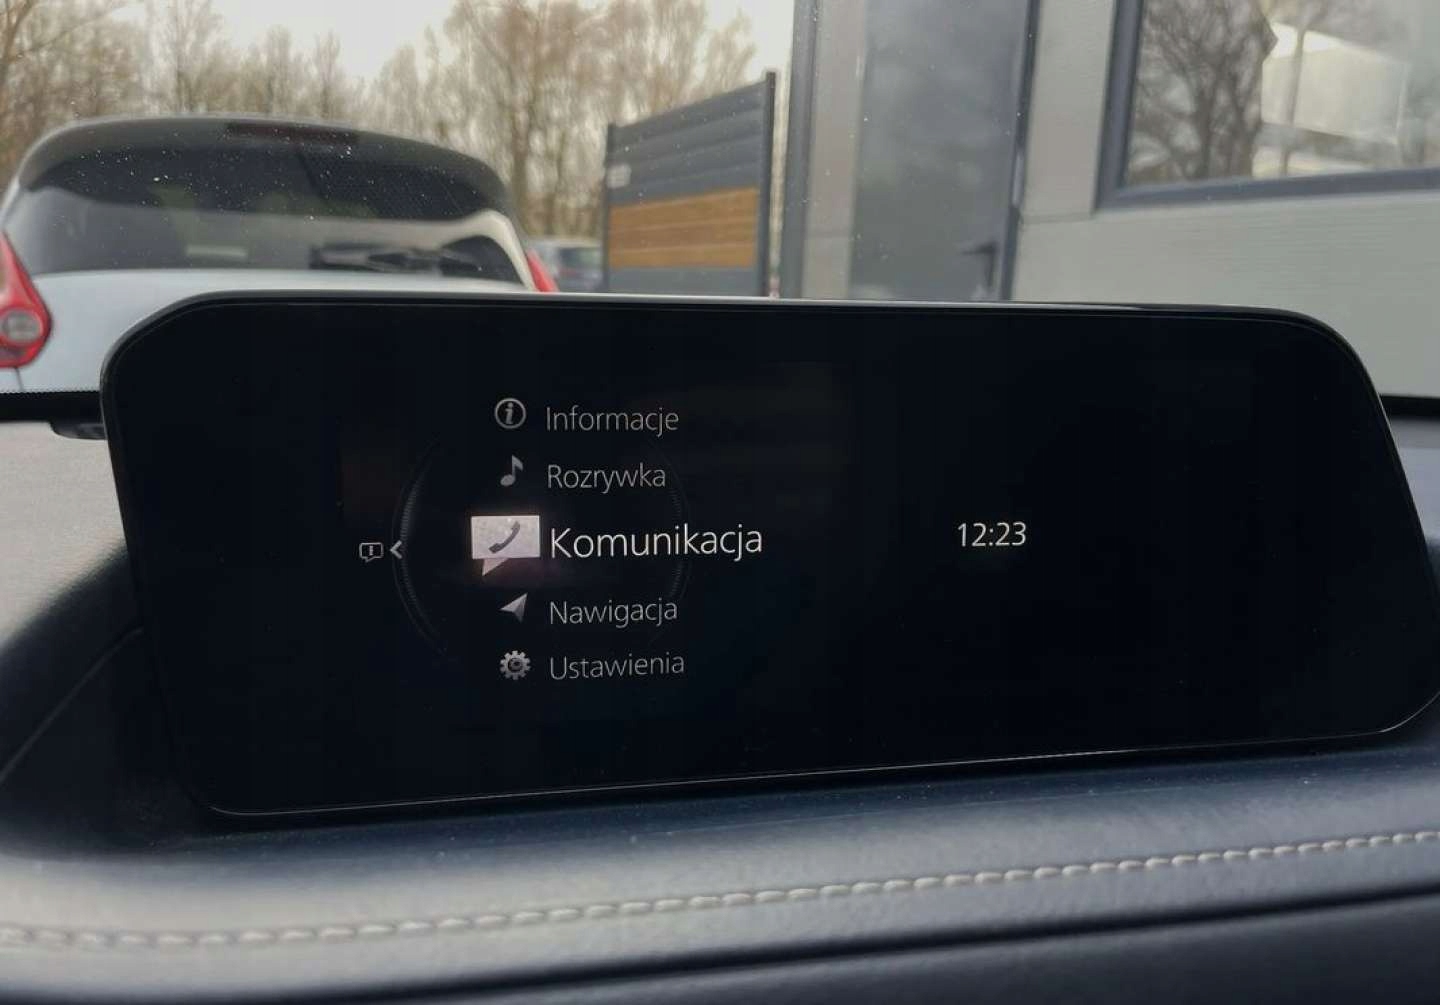 Informacje
Rozrywka
Komunikacja
12:23
Nawigacja
Ustawienia